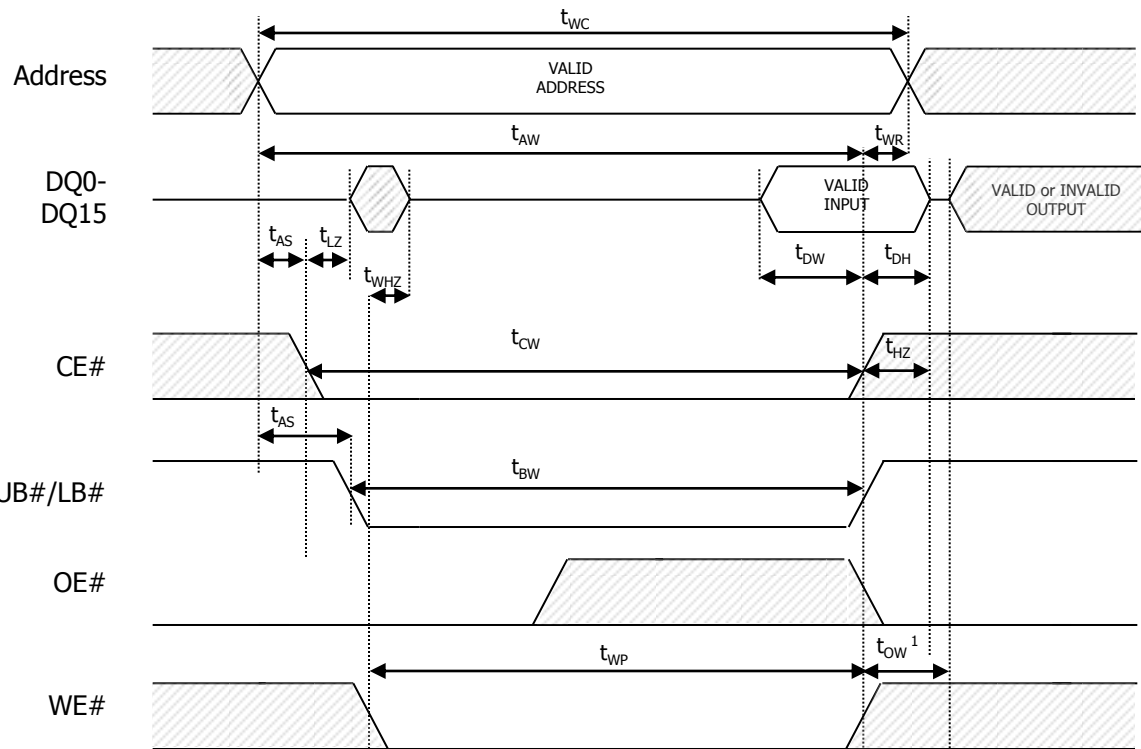 tWC
Address
VALID
ADDRESS
tAW
tWR
DQ0-
DQ15
VALID
INPUT
VALID or INVALID
OUTPUT
tAS
tLZ
tWHZ
tDW
tDH
CE#
tCW
tHZ
tAS
UB#/LB#
tBW
OE#
tWP
tOW 1
WE#